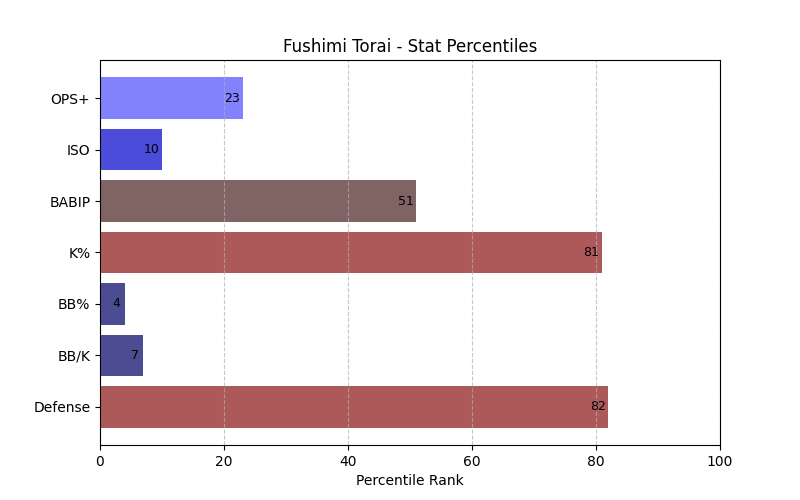 Fushimi Torai - Stat Percentiles
OPS+
23
ISO
10
BABIP
51
K%
81
BB%
4
BB/K
7
Defense
82
0
20
40
60
80
100
Percentile Rank